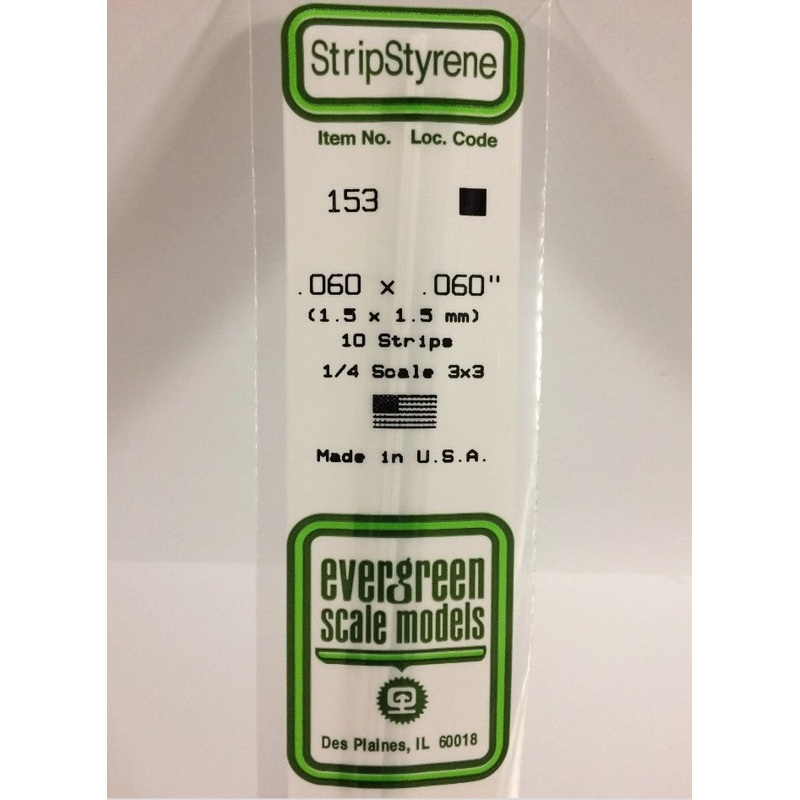 StripStyrene
Item No. Loc. Code
153
.060 x .060"
(1.5 x 1.5 mm)
10 Strips
1/4 Scale 3x3
Made in U.S.A.
evergreen
scale models
Des Plaines, IL 60018